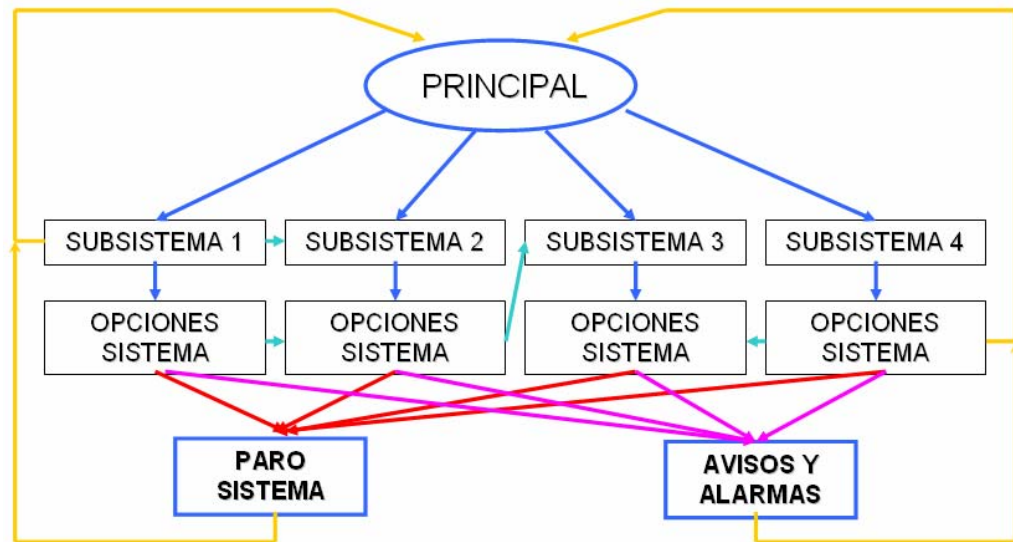 PRINCIPAL
SUBSISTEMA 1
SUBSISTEMA 2
SUBSISTEMA 3
SUBSISTEMA 4
OPCIONES
SISTEMA
OPCIONES
SISTEMA
OPCIONES
SISTEMA
OPCIONES
SISTEMA
PARO
SISTEMA
AVISOS Y
ALARMAS